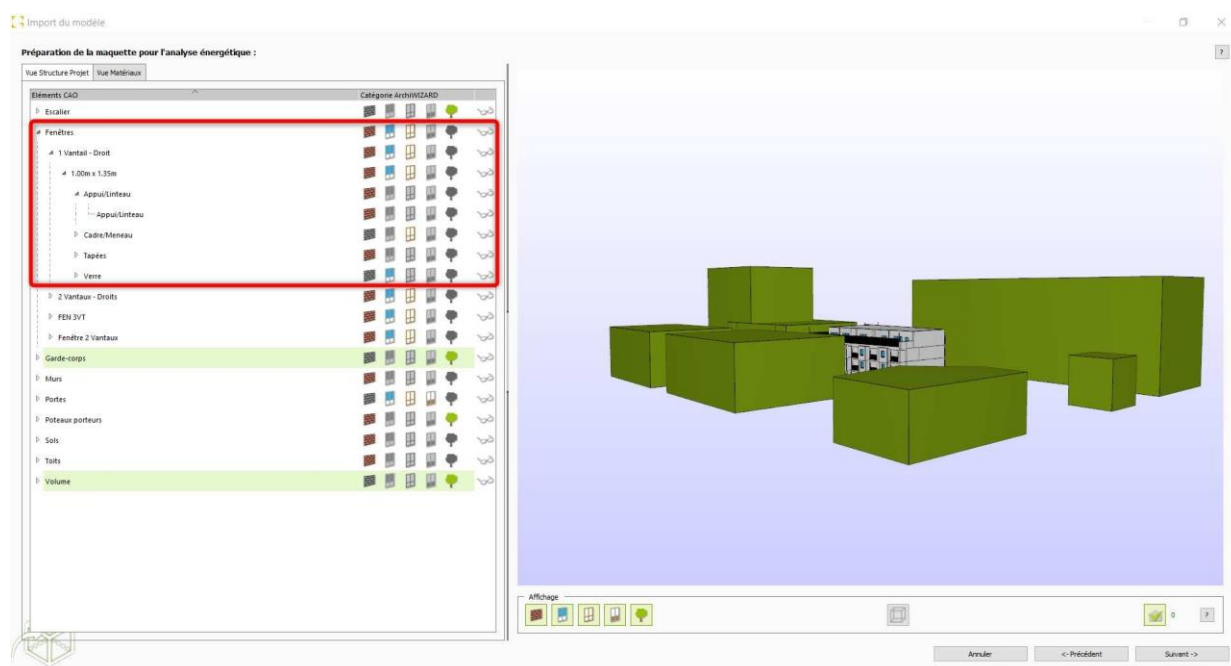 Import du modèle
Préparation de la maquette pour l'analyse énergétique :
?
Vue Structure Projet Vue Matériaux
Eléments CAO Catégorie ArchiWIZARD
Escalier
Fenêtres
1 Vantail - Droit
1.00m x 1.35m
Appui/Linteau
Appui/Linteau
Cadre/Meneau
Tapées
Verre
2 Vantaux - Droits
FEN 3VT
Fenêtre 2 Vantaux
Garde-corps
Murs
Portes
Poteaux porteurs
Sols
Toits
Volume
Affichage
0 ?
Annuler <- Précédent Suivant ->